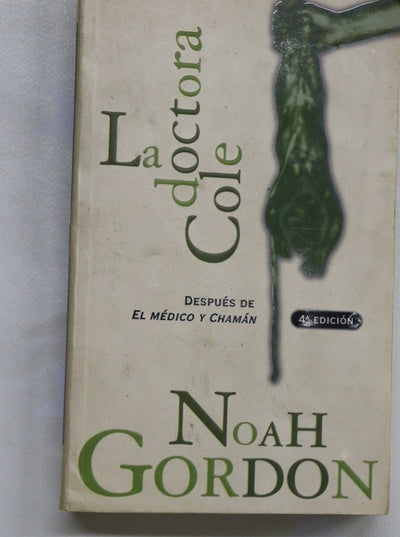 La
doctora
Cole
DESPUÉS DE
EL MÉDICO Y CHAMÁN
4ª EDICIÓN
NOAH
GORDON